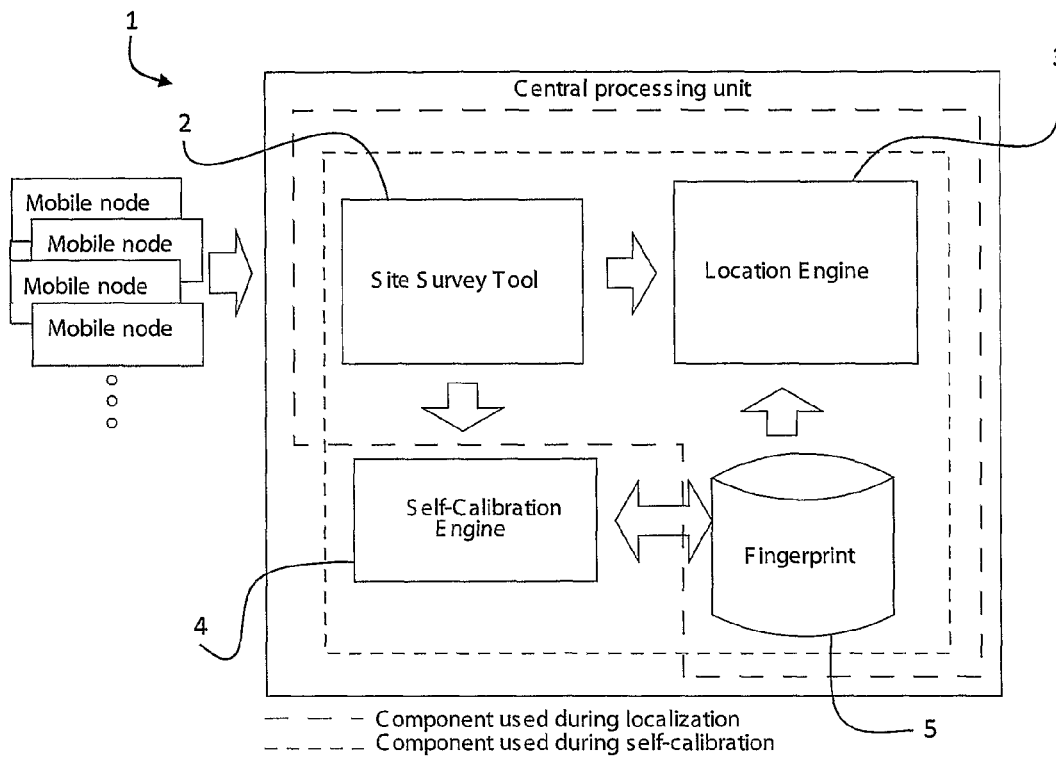 1
3
Central processing unit
2
Mobile node
Mobile node
Mobile node
Mobile node
Site Survey Tool
Location Engine
Self-Calibration
Engine
Fingerprint
4
5
Component used during localization
Component used during self-calibration